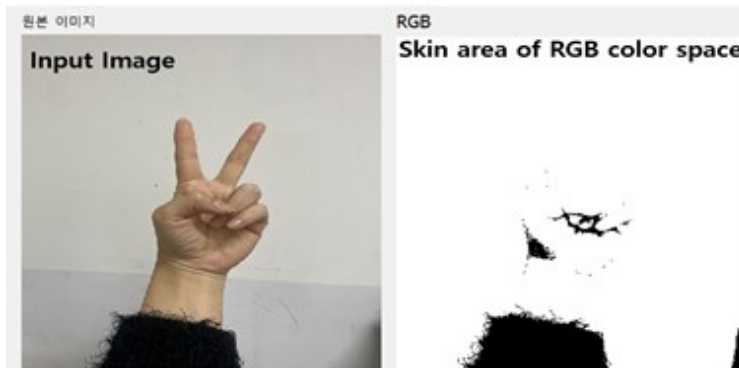 원본 이미지
RGB
Input Image
Skin area of RGB color space